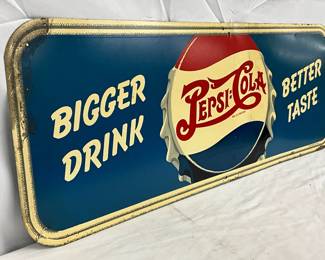 BIGGER
DRINK
PEPSI-COLA
BETTER
TASTE